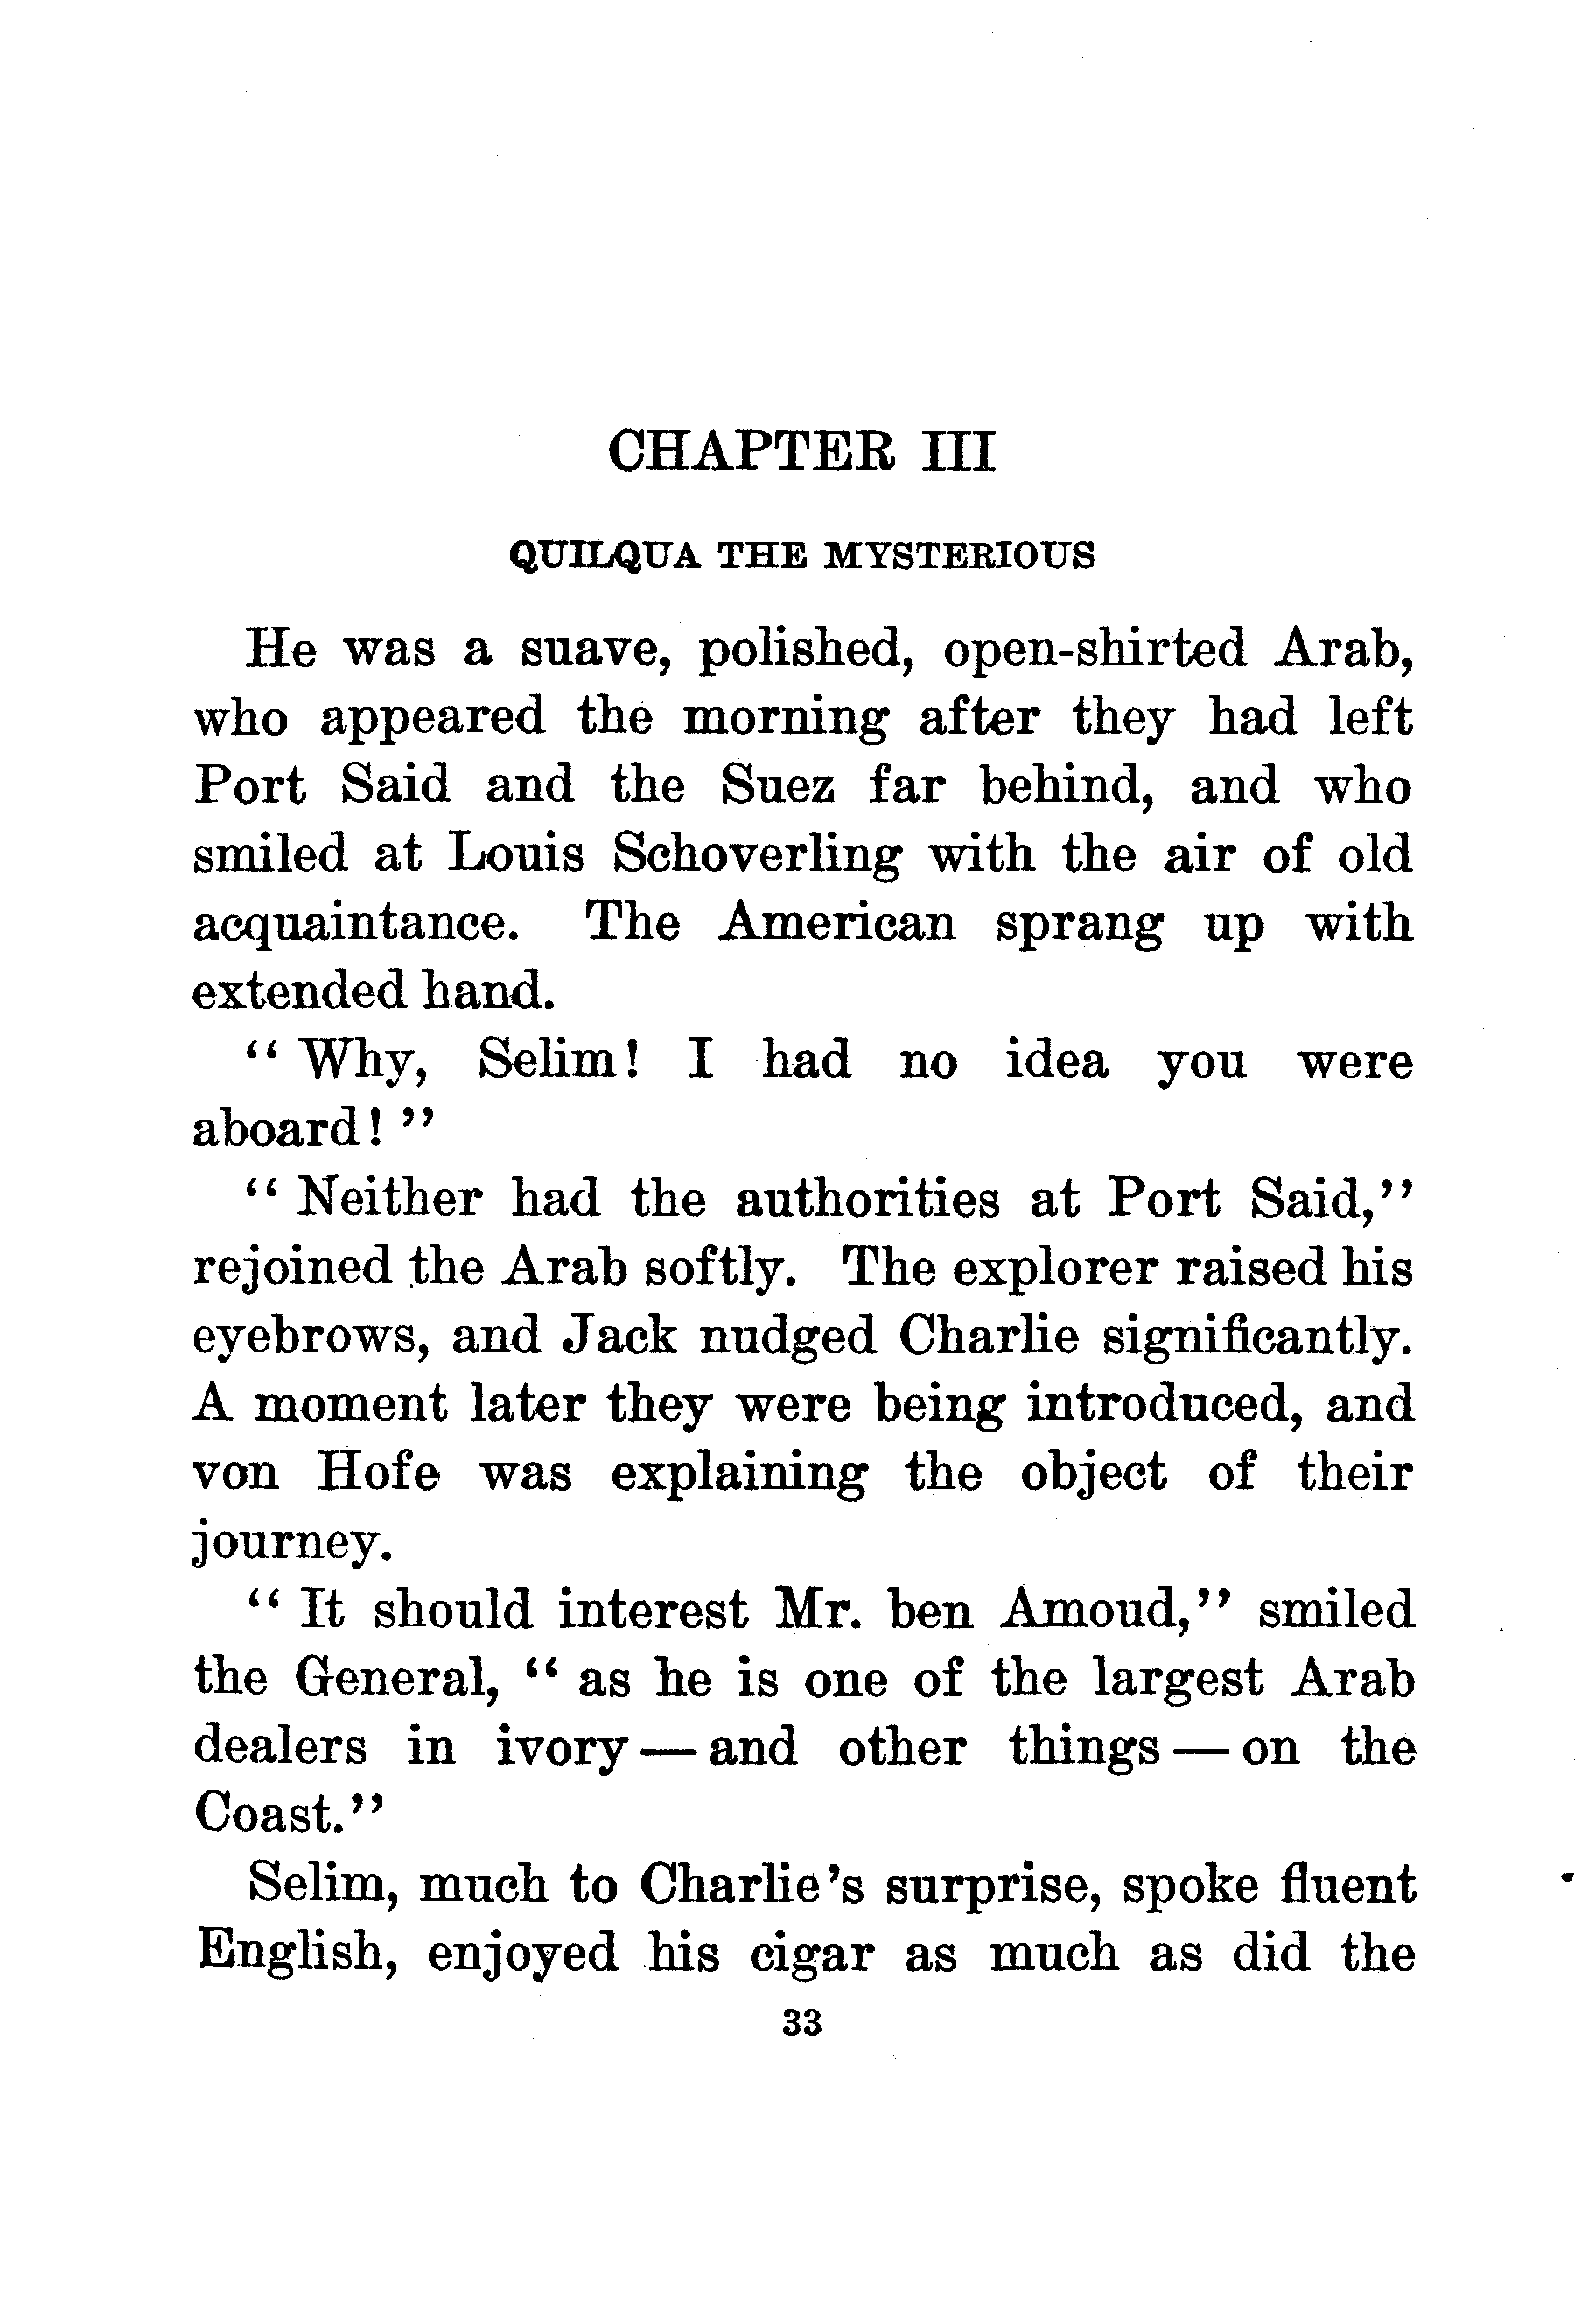 CHAPTER III
QUILQUA THE MYSTERIOUS
He was a suave, polished, open-shirted Arab,
who appeared the morning after they had left
Port Said and the Suez far behind, and who
smiled at Louis Schoverling with the air of old
acquaintance. The American sprang up with
extended hand.
“ Why, Selim! I had no idea you were
aboard! ”
“ Neither had the authorities at Port Said,”
rejoined the Arab softly. The explorer raised his
eyebrows, and Jack nudged Charlie significantly.
A moment later they were being introduced, and
von Hofe was explaining the object of their
journey.
“ It should interest Mr. ben Amoud,” smiled
the General, “ as he is one of the largest Arab
dealers in ivory — and other things — on the
Coast.”
Selim, much to Charlie’s surprise, spoke fluent
English, enjoyed his cigar as much as did the
33